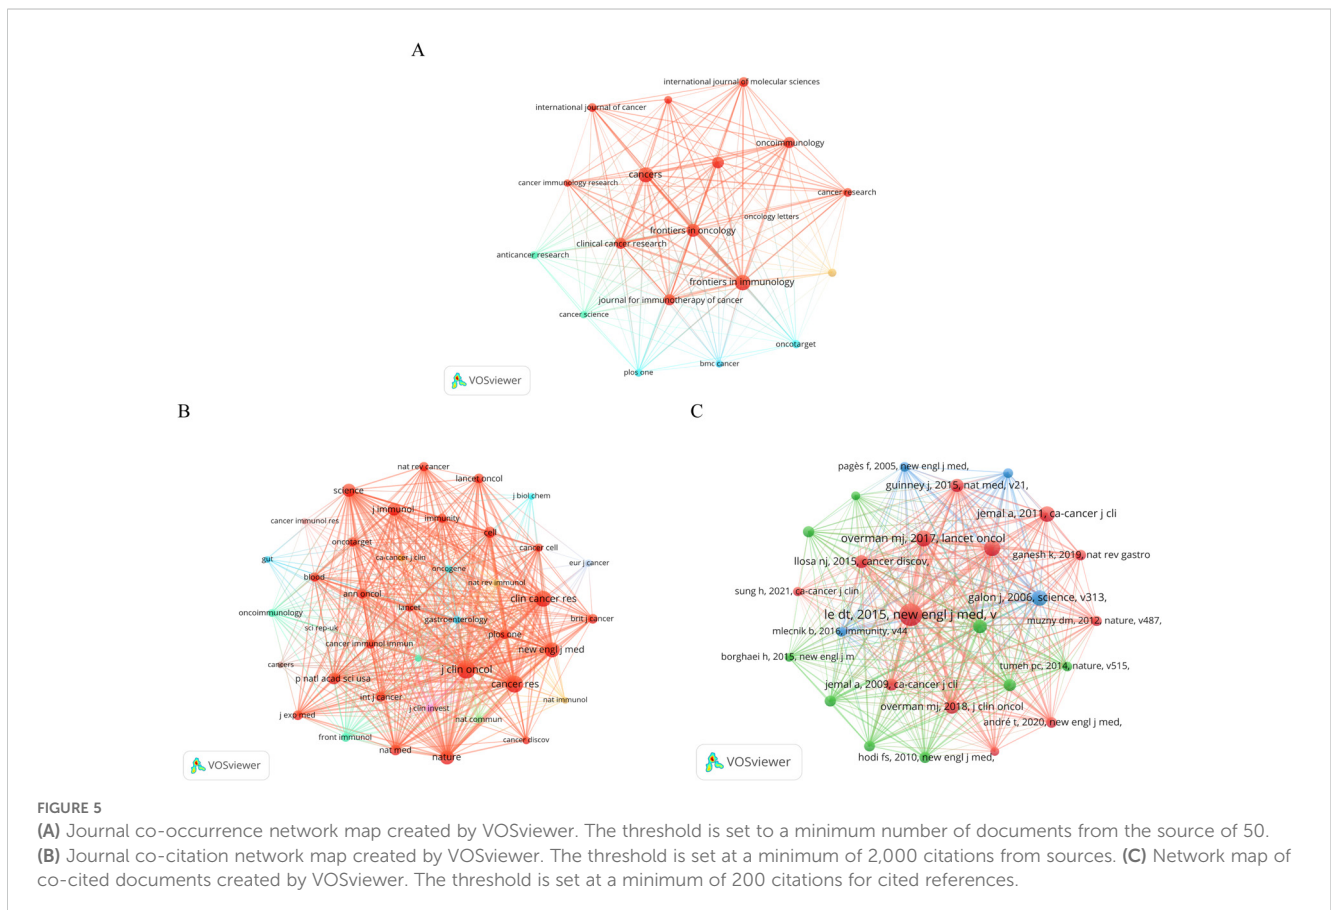 A
international journal of molecular sciences
international journal of cancer
oncoimmunology
cancers
cancer immunology research
cancer research
oncology letters
frontiers in oncology
clinical cancer research
anticancer research
frontiers in immunology
journal for immunotherapy of cancer
cancer science
oncotarget
bmc cancer
plos one
VOSviewer
B
nat rev cancer
lancet oncol
science
j biol chem
j immunol
immunity
cancer immunol res
cell
oncotarget
cancer cell
ca-cancer j clin
gut
oncogene
eur j cancer
blood
nat rev immunol
ann oncol
clin cancer res
lancet
oncoimmunology
gastroenterology
brit j cancer
sci rep-uk
plos one
cancer immunol immun
new engl j med
cancers
j clin oncol
p natl acad sci usa
cancer res
int j cancer
nat immunol
j clin invest
j exp med
nat commun
front immunol
cancer discov
nat med
nature
VOSviewer
C
pagès f, 2005, new engl j med,
guinney j, 2015, nat med, v21,
jemal a, 2011, ca-cancer j cli
overman mj, 2017, lancet oncol
ganesh k, 2019, nat rev gastro
llosa nj, 2015, cancer discov,
sung h, 2021, ca-cancer j clin
galon j, 2006, science, v313,
le dt, 2015, new engl j med, v
muzny dm, 2012, nature, v487,
mlecnik b, 2016, immunity, v44
borghaei h, 2015, new engl j m
tumeh pc, 2014, nature, v515,
jemal a, 2009, ca-cancer j cli
overman mj, 2018, j clin oncol
andré t, 2020, new engl j med,
hodi fs, 2010, new engl j med,
VOSviewer
FIGURE 5
(A) Journal co-occurrence network map created by VOSviewer. The threshold is set to a minimum number of documents from the source of 50.
(B) Journal co-citation network map created by VOSviewer. The threshold is set at a minimum of 2,000 citations from sources. (C) Network map of
co-cited documents created by VOSviewer. The threshold is set at a minimum of 200 citations for cited references.